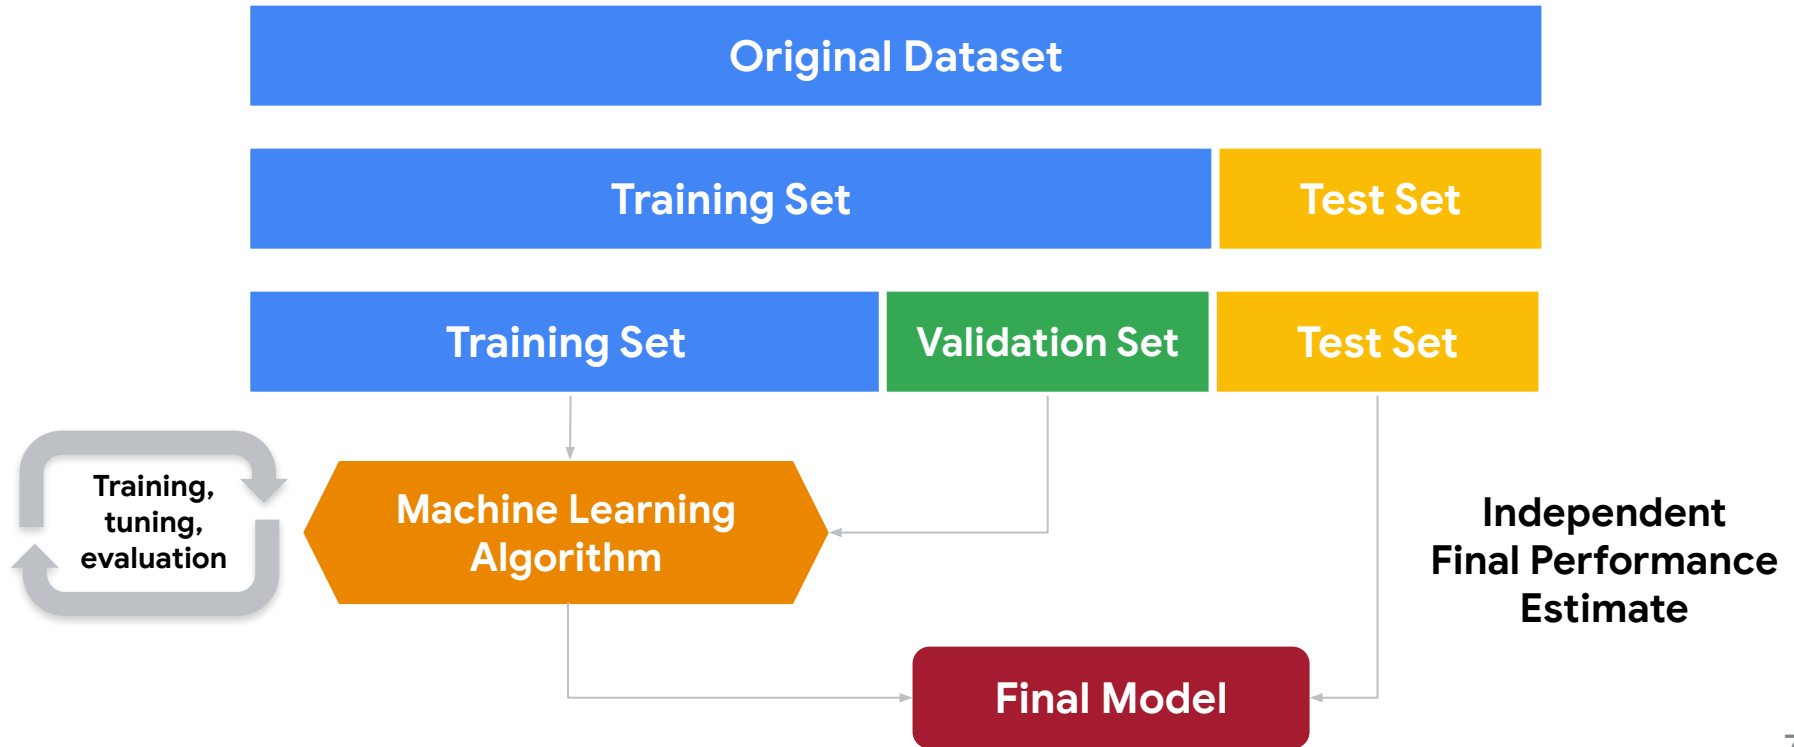 Original Dataset
Training Set
Test Set
Training Set
Validation Set
Test Set
Training,
tuning,
evaluation
Machine Learning
Algorithm
Independent
Final Performance
Estimate
Final Model